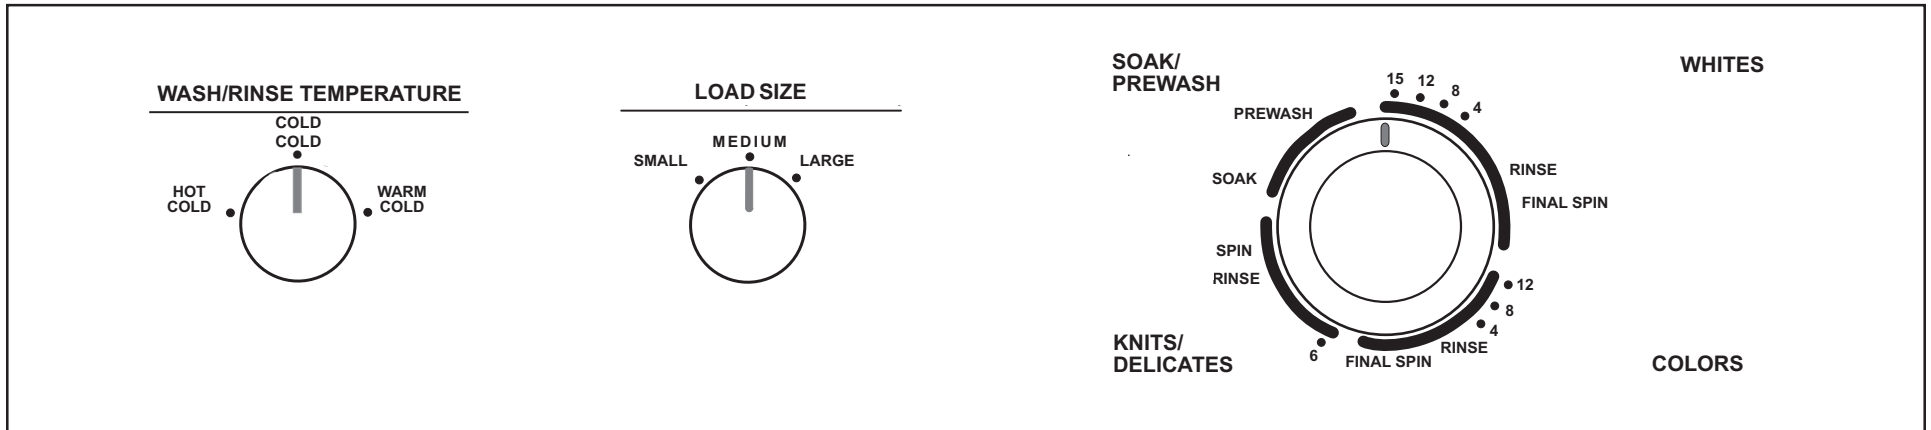 WASH/RINSE TEMPERATURE
COLD
COLD
HOT
COLD
WARM
COLD
LOAD SIZE
SMALL
MEDIUM
LARGE
SOAK/
PREWASH
WHITES
PREWASH
SOAK
15
12
8
4
RINSE
FINAL SPIN
SPIN
RINSE
12
8
4
RINSE
FINAL SPIN
6
KNITS/
DELICATES
COLORS